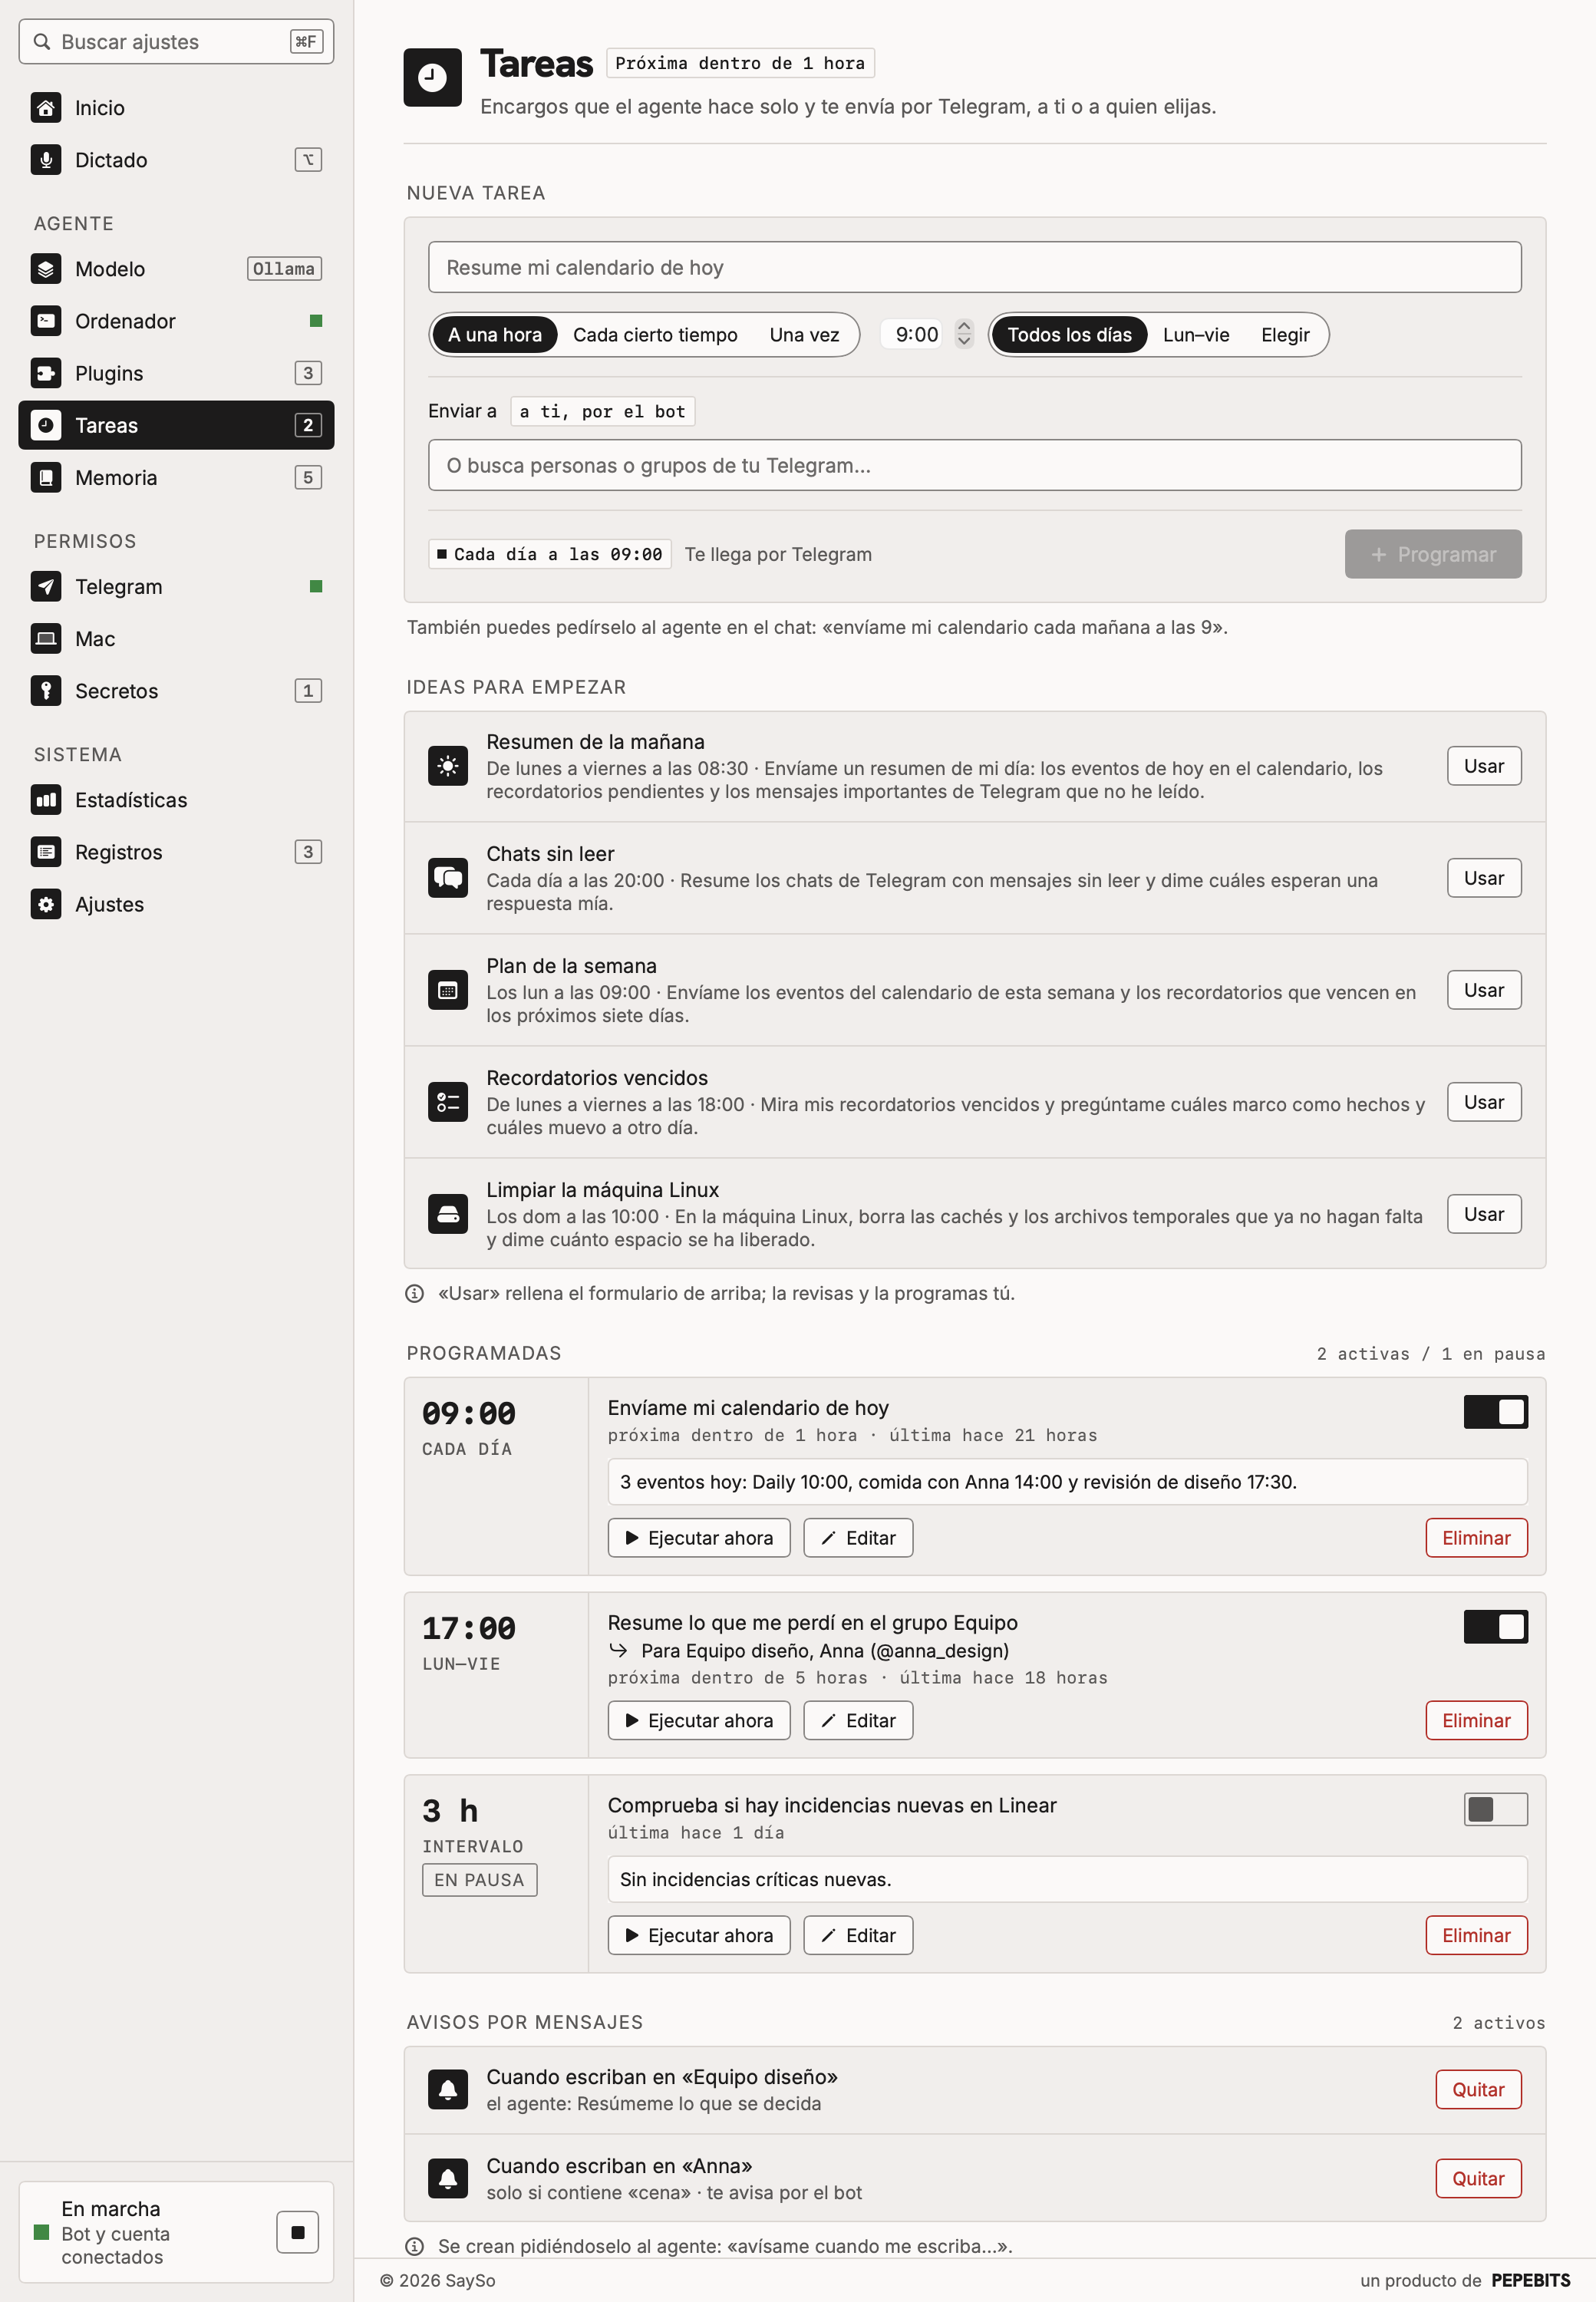 Buscar ajustes ⌘F
Inicio
Dictado ⌥
AGENTE
Modelo Ollama
Ordenador
Plugins 3
Tareas 2
Memoria 5
PERMISOS
Telegram
Mac
Secretos 1
SISTEMA
Estadísticas
Registros 3
Ajustes
En marcha
Bot y cuenta
conectados
Tareas Próxima dentro de 1 hora
Encargos que el agente hace solo y te envía por Telegram, a ti o a quien elijas.
NUEVA TAREA
Resume mi calendario de hoy
A una hora Cada cierto tiempo Una vez 9:00 Todos los días Lun–vie Elegir
Enviar a a ti, por el bot
O busca personas o grupos de tu Telegram...
Cada día a las 09:00 Te llega por Telegram + Programar
También puedes pedírselo al agente en el chat: «envíame mi calendario cada mañana a las 9».
IDEAS PARA EMPEZAR
Resumen de la mañana
De lunes a viernes a las 08:30 · Envíame un resumen de mi día: los eventos de hoy en el calendario, los
recordatorios pendientes y los mensajes importantes de Telegram que no he leído.
Usar
Chats sin leer
Cada día a las 20:00 · Resume los chats de Telegram con mensajes sin leer y dime cuáles esperan una
respuesta mía.
Usar
Plan de la semana
Los lun a las 09:00 · Envíame los eventos del calendario de esta semana y los recordatorios que vencen en
los próximos siete días.
Usar
Recordatorios vencidos
De lunes a viernes a las 18:00 · Mira mis recordatorios vencidos y pregúntame cuáles marco como hechos y
cuáles muevo a otro día.
Usar
Limpiar la máquina Linux
Los dom a las 10:00 · En la máquina Linux, borra las cachés y los archivos temporales que ya no hagan falta
y dime cuánto espacio se ha liberado.
Usar
«Usar» rellena el formulario de arriba; la revisas y la programas tú.
PROGRAMADAS 2 activas / 1 en pausa
09:00
CADA DÍA
Envíame mi calendario de hoy
próxima dentro de 1 hora · última hace 21 horas
3 eventos hoy: Daily 10:00, comida con Anna 14:00 y revisión de diseño 17:30.
Ejecutar ahora Editar Eliminar
17:00
LUN–VIE
Resume lo que me perdí en el grupo Equipo
Para Equipo diseño, Anna (@anna_design)
próxima dentro de 5 horas · última hace 18 horas
Ejecutar ahora Editar Eliminar
3 h
INTERVALO
EN PAUSA
Comprueba si hay incidencias nuevas en Linear
última hace 1 día
Sin incidencias críticas nuevas.
Ejecutar ahora Editar Eliminar
AVISOS POR MENSAJES 2 activos
Cuando escriban en «Equipo diseño»
el agente: Resúmeme lo que se decida
Quitar
Cuando escriban en «Anna»
solo si contiene «cena» · te avisa por el bot
Quitar
Se crean pidiéndoselo al agente: «avísame cuando me escriba...».
© 2026 SaySo un producto de PEPEBITS